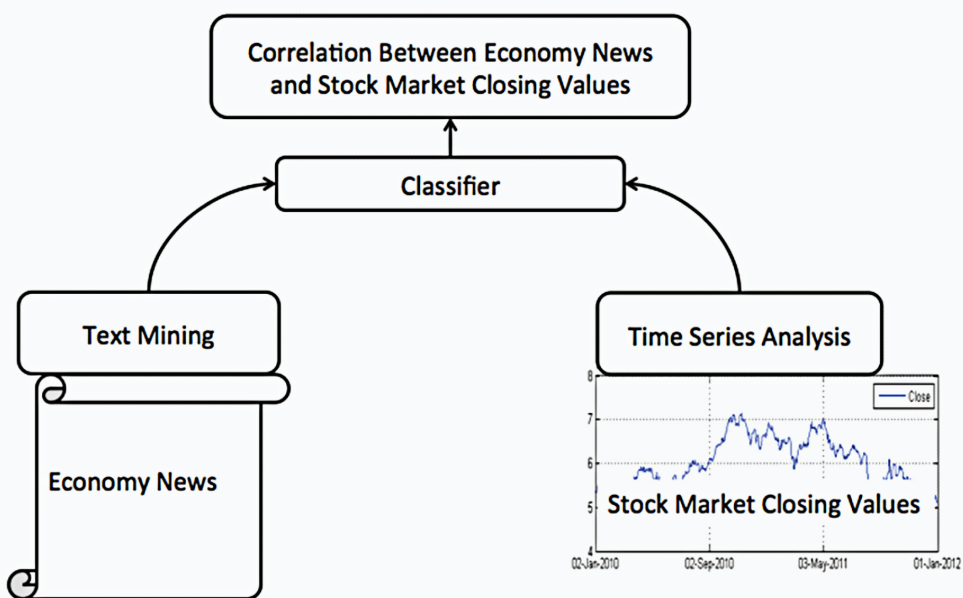 Correlation Between Economy News
and Stock Market Closing Values
Classifier
Text Mining
Time Series Analysis
Economy News
8
Close
7
6
Stock Market Closing Values
5
4
02-Jan-2010 02-Sep-2010 03-May-2011 01-Jan-2012